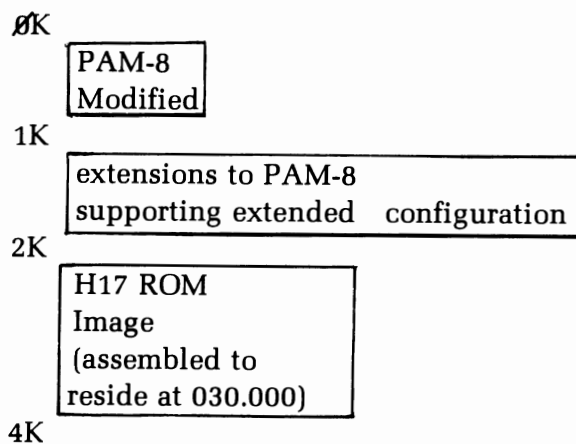 0K
PAM-8
Modified
1K
extensions to PAM-8
supporting extended configuration
2K
H17 ROM
Image
(assembled to
reside at 030.000)
4K